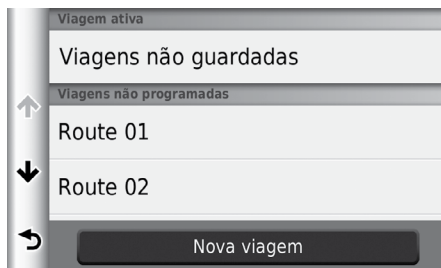 Viagem ativa
Viagens não guardadas
Viagens não programadas
Route 01
Route 02
Nova viagem